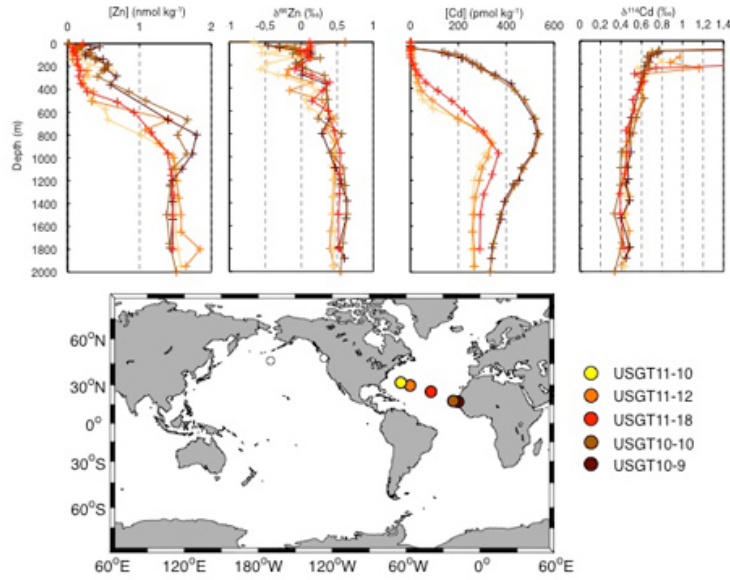 [Zn] (nmol kg⁻¹)
δ⁶⁶Zn (‰)
[Cd] (pmol kg⁻¹)
δ¹¹⁴Cd (‰)
0 1 2
-1 -0,5 0 0,5 1
0 200 400 600
0 0,2 0,4 0,6 0,8 1 1,2 1,4
Depth (m)
0
200
400
600
800
1000
1200
1400
1600
1800
2000
60°N
30°N
0°
30°S
60°S
60°E 120°E 180°W 120°W 60°W 0° 60°E
USGT11-10
USGT11-12
USGT11-18
USGT10-10
USGT10-9